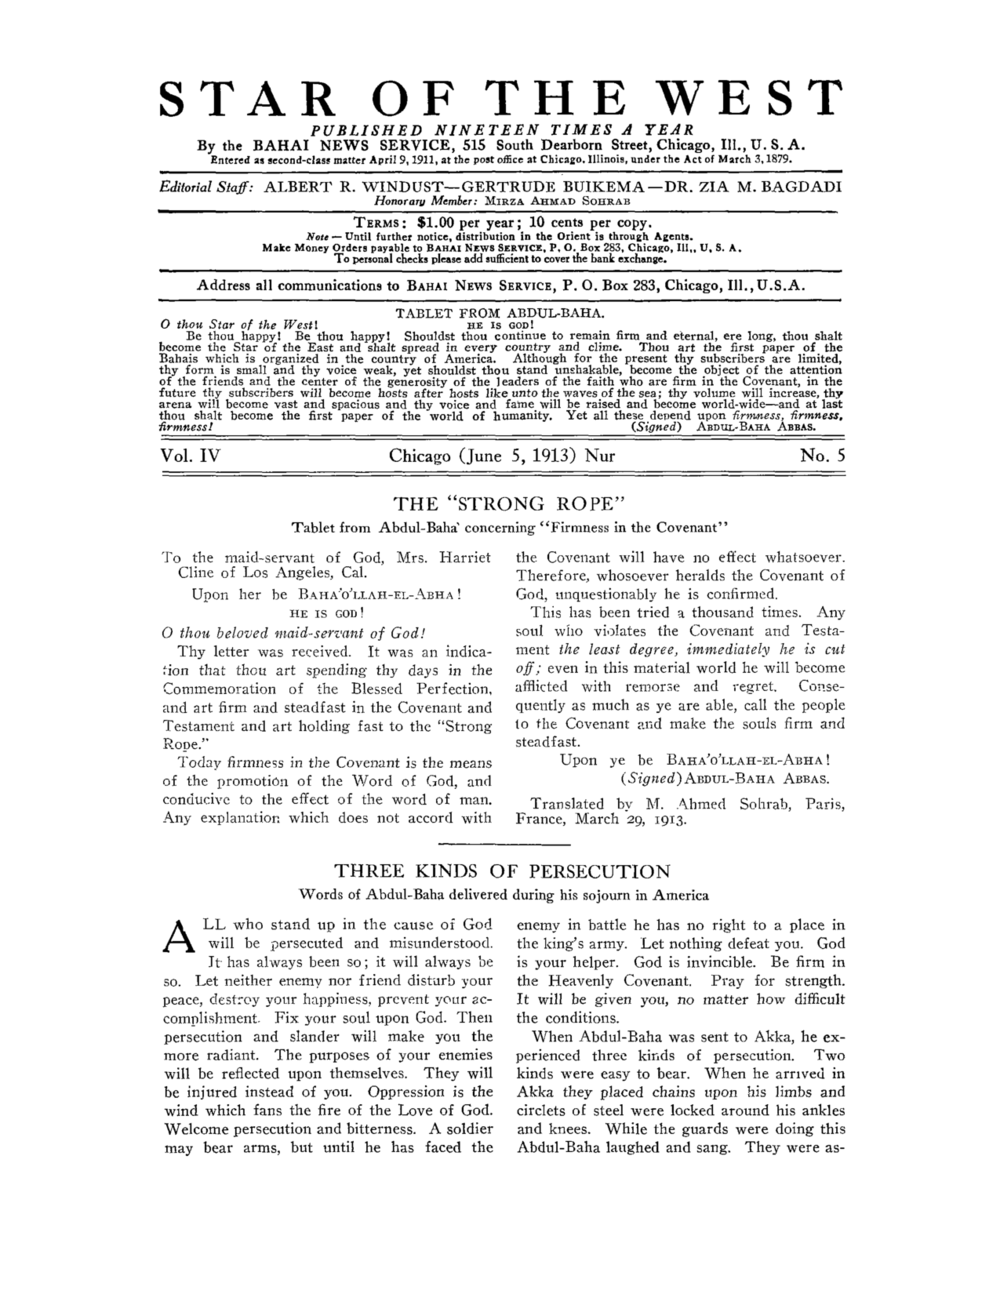 STAR OF THE WEST
PUBLISHED NINETEEN TIMES A YEAR
By the BAHAI NEWS SERVICE, 515 South Dearborn Street, Chicago, Ill., U. S. A.
Entered as second-class matter April 9, 1911, at the post office at Chicago, Illinois, under the Act of March 3, 1879.
Editorial Staff: ALBERT R. WINDUST—GERTRUDE BUIKEMA—DR. ZIA M. BAGDADI
Honorary Member: MIRZA AHMAD SOHRAB
TERMS: $1.00 per year; 10 cents per copy.
Note — Until further notice, distribution in the Orient is through Agents.
Make Money Orders payable to BAHAI NEWS SERVICE, P. O. Box 283, Chicago, Ill., U. S. A.
To personal checks please add sufficient to cover the bank exchange.
Address all communications to BAHAI NEWS SERVICE, P. O. Box 283, Chicago, Ill., U.S.A.
TABLET FROM ABDUL-BAHA.
O thou Star of the West! HE IS GOD!
Be thou happy! Be thou happy! Shouldst thou continue to remain firm and eternal, ere long, thou shalt
become the Star of the East and shalt spread in every country and clime. Thou art the first paper of the
Bahais which is organized in the country of America. Although for the present thy subscribers are limited,
thy form is small and thy voice weak, yet shouldst thou stand unshakable, become the object of the attention
of the friends and the center of the generosity of the leaders of the faith who are firm in the Covenant, in the
future thy subscribers will become hosts after hosts like unto the waves of the sea; thy volume will increase, thy
arena will become vast and spacious and thy voice and fame will be raised and become world-wide—and at last
thou shalt become the first paper of the world of humanity. Yet all these depend upon firmness, firmness,
firmness! (Signed) ABDUL-BAHA ABBAS.
Vol. IV Chicago (June 5, 1913) Nur No. 5
THE "STRONG ROPE"
Tablet from Abdul-Baha' concerning "Firmness in the Covenant"
To the maid-servant of God, Mrs. Harriet
Cline of Los Angeles, Cal.
Upon her be BAHA'O'LLAH-EL-ABHA!
HE IS GOD!
O thou beloved maid-servant of God!
Thy letter was received. It was an indica-
tion that thou art spending thy days in the
Commemoration of the Blessed Perfection,
and art firm and steadfast in the Covenant and
Testament and art holding fast to the "Strong
Rope."
Today firmness in the Covenant is the means
of the promotion of the Word of God, and
conducive to the effect of the word of man.
Any explanation which does not accord with
the Covenant will have no effect whatsoever.
Therefore, whosoever heralds the Covenant of
God, unquestionably he is confirmed.
This has been tried a thousand times. Any
soul who violates the Covenant and Testa-
ment the least degree, immediately he is cut
off; even in this material world he will become
afflicted with remorse and regret. Conse-
quently as much as ye are able, call the people
to the Covenant and make the souls firm and
steadfast.
Upon ye be BAHA'O'LLAH-EL-ABHA!
(Signed) ABDUL-BAHA ABBAS.
Translated by M. Ahmed Sohrab, Paris,
France, March 29, 1913.
THREE KINDS OF PERSECUTION
Words of Abdul-Baha delivered during his sojourn in America
ALL who stand up in the cause of God
will be persecuted and misunderstood.
It has always been so; it will always be
so. Let neither enemy nor friend disturb your
peace, destroy your happiness, prevent your ac-
complishment. Fix your soul upon God. Then
persecution and slander will make you the
more radiant. The purposes of your enemies
will be reflected upon themselves. They will
be injured instead of you. Oppression is the
wind which fans the fire of the Love of God.
Welcome persecution and bitterness. A soldier
may bear arms, but until he has faced the
enemy in battle he has no right to a place in
the king's army. Let nothing defeat you. God
is your helper. God is invincible. Be firm in
the Heavenly Covenant. Pray for strength.
It will be given you, no matter how difficult
the conditions.
When Abdul-Baha was sent to Akka, he ex-
perienced three kinds of persecution. Two
kinds were easy to bear. When he arrived in
Akka they placed chains upon his limbs and
circlets of steel were locked around his ankles
and knees. While the guards were doing this
Abdul-Baha laughed and sang. They were as-